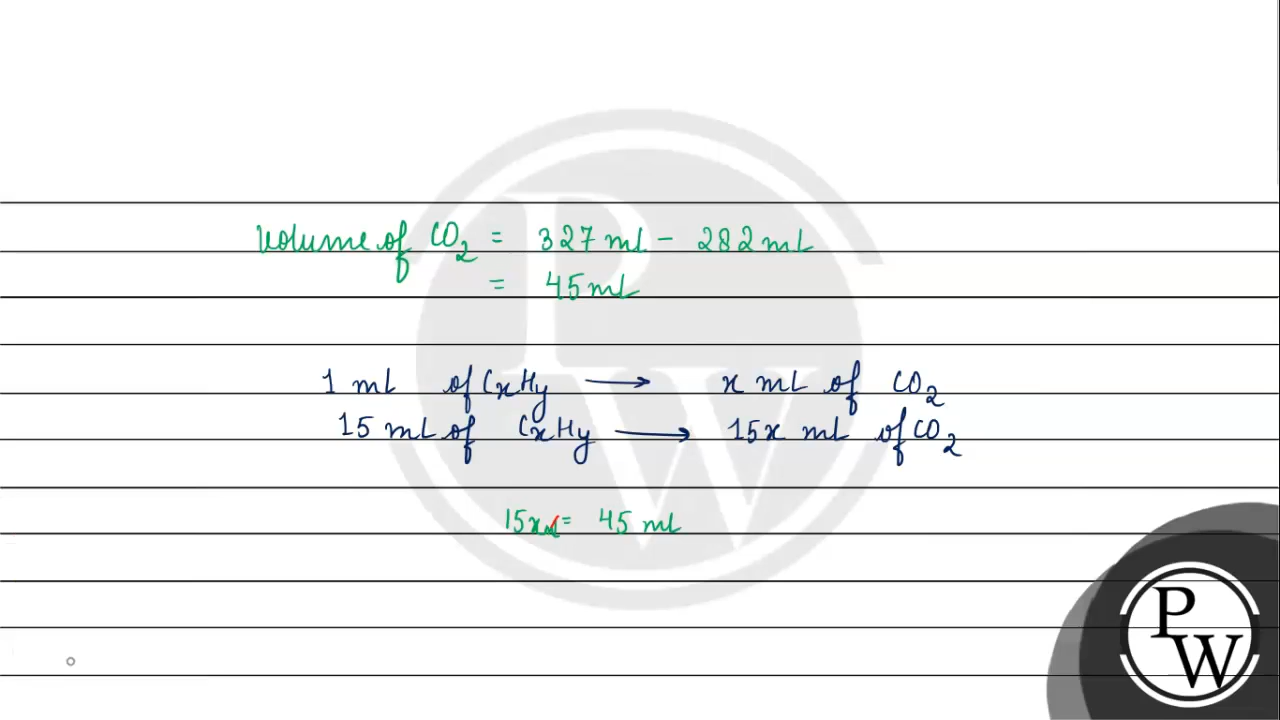 volume of CO2 = 327 ml - 282 ml
= 45 ml
1 ml of CxHy → x ml of CO2
15 ml of CxHy → 15x ml of CO2
15x = 45 ml
P
W
PW